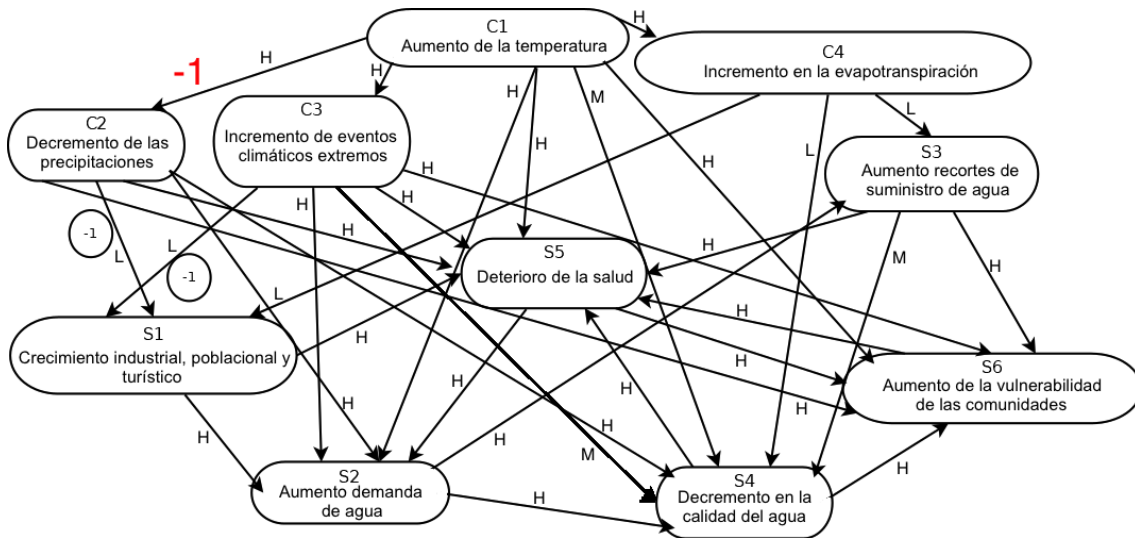 C1
Aumento de la temperatura
H
C4
Incremento en la evapotranspiración
H
-1
H
H
M
C2
Decremento de las
precipitaciones
C3
Incremento de eventos
climáticos extremos
L
S3
Aumento recortes de
suministro de agua
H
H
L
H
H
H
H
H
-1
L
L
-1
S5
Deterioro de la salud
H
M
H
L
S1
Crecimiento industrial, poblacional y
turístico
H
H
H
S6
Aumento de la vulnerabilidad
de las comunidades
H
H
H
H
H
H
M
H
S2
Aumento demanda
de agua
H
S4
Decremento en la
calidad del agua